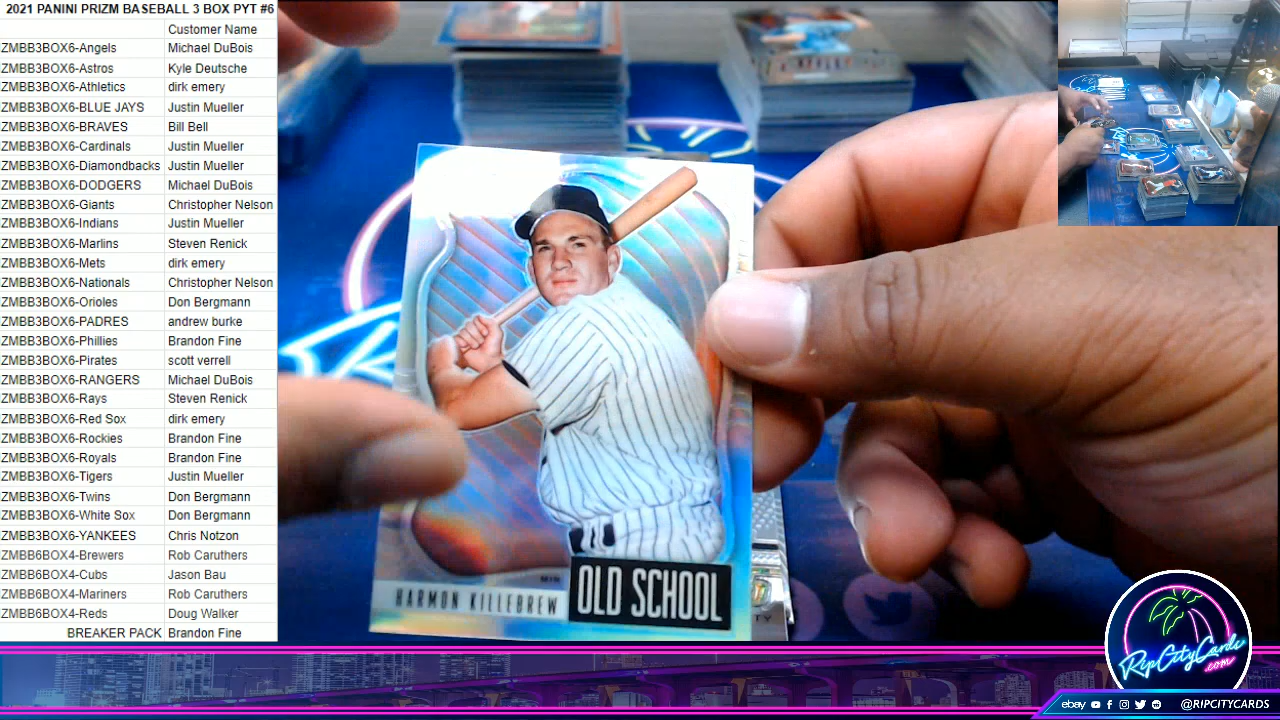 2021 PANINI PRIZM BASEBALL 3 BOX PYT #6
Customer Name
ZMBB3BOX6-Angels Michael DuBois
ZMBB3BOX6-Astros Kyle Deutsche
ZMBB3BOX6-Athletics dirk emery
ZMBB3BOX6-BLUE JAYS Justin Mueller
ZMBB3BOX6-BRAVES Bill Bell
ZMBB3BOX6-Cardinals Justin Mueller
ZMBB3BOX6-Diamondbacks Justin Mueller
ZMBB3BOX6-DODGERS Michael DuBois
ZMBB3BOX6-Giants Christopher Nelson
ZMBB3BOX6-Indians Justin Mueller
ZMBB3BOX6-Marlins Steven Renick
ZMBB3BOX6-Mets dirk emery
ZMBB3BOX6-Nationals Christopher Nelson
ZMBB3BOX6-Orioles Don Bergmann
ZMBB3BOX6-PADRES andrew burke
ZMBB3BOX6-Phillies Brandon Fine
ZMBB3BOX6-Pirates scott verrell
ZMBB3BOX6-RANGERS Michael DuBois
ZMBB3BOX6-Rays Steven Renick
ZMBB3BOX6-Red Sox dirk emery
ZMBB3BOX6-Rockies Brandon Fine
ZMBB3BOX6-Royals Brandon Fine
ZMBB3BOX6-Tigers Justin Mueller
ZMBB3BOX6-Twins Don Bergmann
ZMBB3BOX6-White Sox Don Bergmann
ZMBB3BOX6-YANKEES Chris Notzon
ZMBB6BOX4-Brewers Rob Caruthers
ZMBB6BOX4-Cubs Jason Bau
ZMBB6BOX4-Mariners Rob Caruthers
ZMBB6BOX4-Reds Doug Walker
BREAKER PACK Brandon Fine
MIN
HARMON KILLEBREW
OLD SCHOOL
TY
RipCityCards
.com
ebay @RIPCITYCARDS